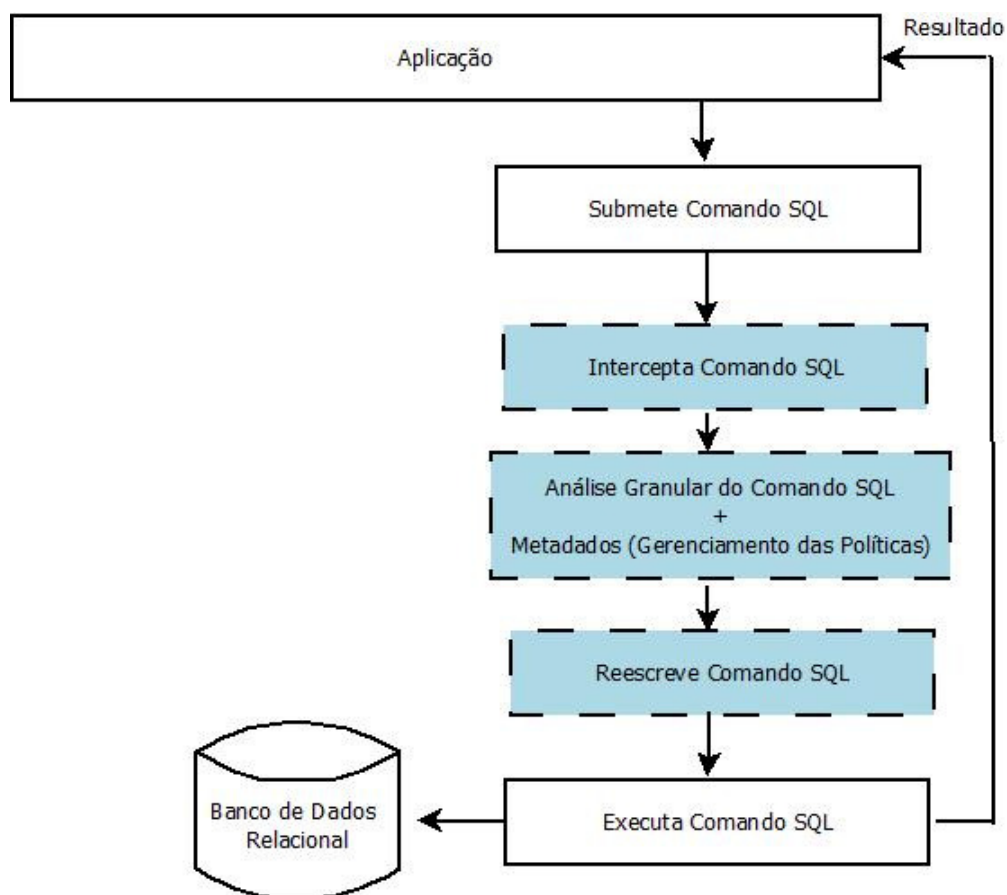 Resultado
Aplicação
Submete Comando SQL
Intercepta Comando SQL
Análise Granular do Comando SQL
+
Metadados (Gerenciamento das Políticas)
Reescreve Comando SQL
Banco de Dados
Relacional
Executa Comando SQL